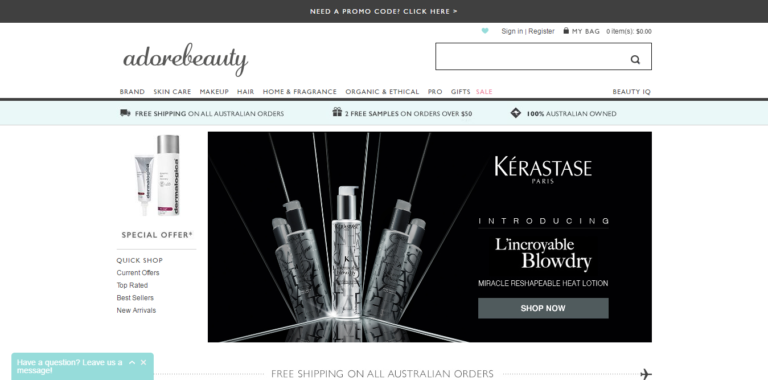 NEED A PROMO CODE? CLICK HERE >
Sign in | Register MY BAG 0 item(s): $0.00
adorebeauty
BRAND SKIN CARE MAKEUP HAIR HOME & FRAGRANCE ORGANIC & ETHICAL PRO GIFTS SALE BEAUTY IQ
FREE SHIPPING ON ALL AUSTRALIAN ORDERS 2 FREE SAMPLES ON ORDERS OVER $50 100% AUSTRALIAN OWNED
dermalogica
SPECIAL OFFER*
QUICK SHOP
Current Offers
Top Rated
Best Sellers
New Arrivals
KÉRASTASE
PARIS
INTRODUCING
L'incroyable
Blowdry
MIRACLE RESHAPEABLE HEAT LOTION
SHOP NOW
Have a question? Leave us a
message!
FREE SHIPPING ON ALL AUSTRALIAN ORDERS